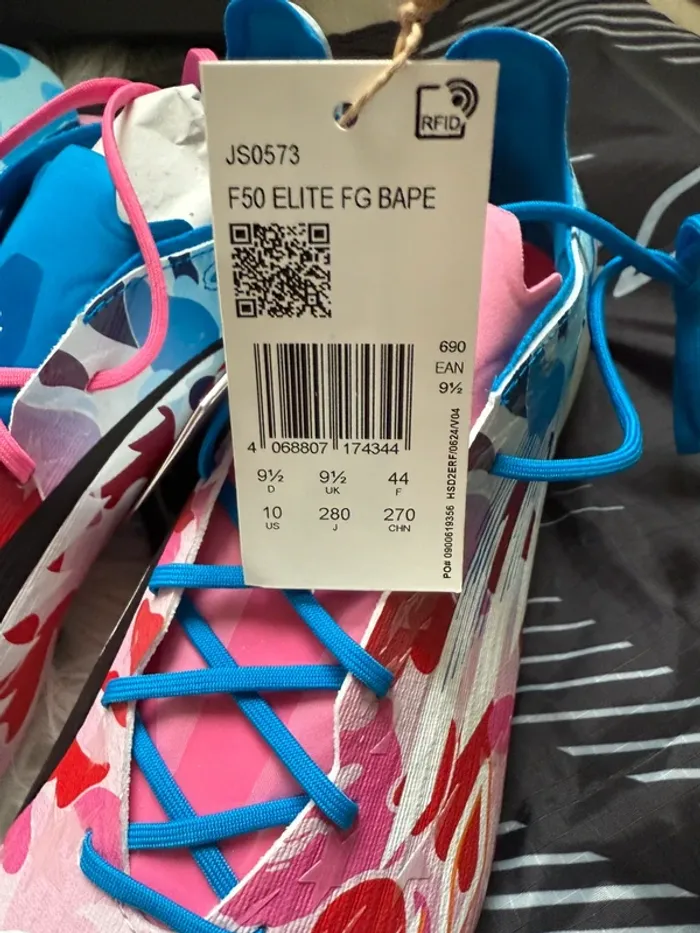 RFID
JS0573
F50 ELITE FG BAPE
690
EAN
9½
4 068807 174344
9½ 9½ 44
D UK F
10 280 270
US J CHN
PO# 0900619356 HSD2ERF/0624/V04